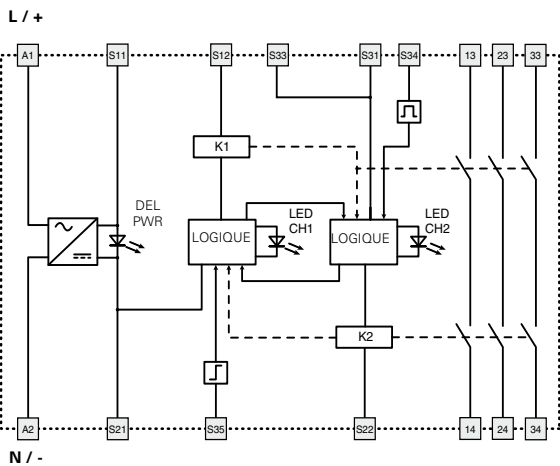 L / +
A1 S11 S12 S33 S31 S34 13 23 33
K1
DEL
PWR
LED
CH1
LED
CH2
LOGIQUE
LOGIQUE
K2
A2 S21 S35 S22 14 24 34
N / -